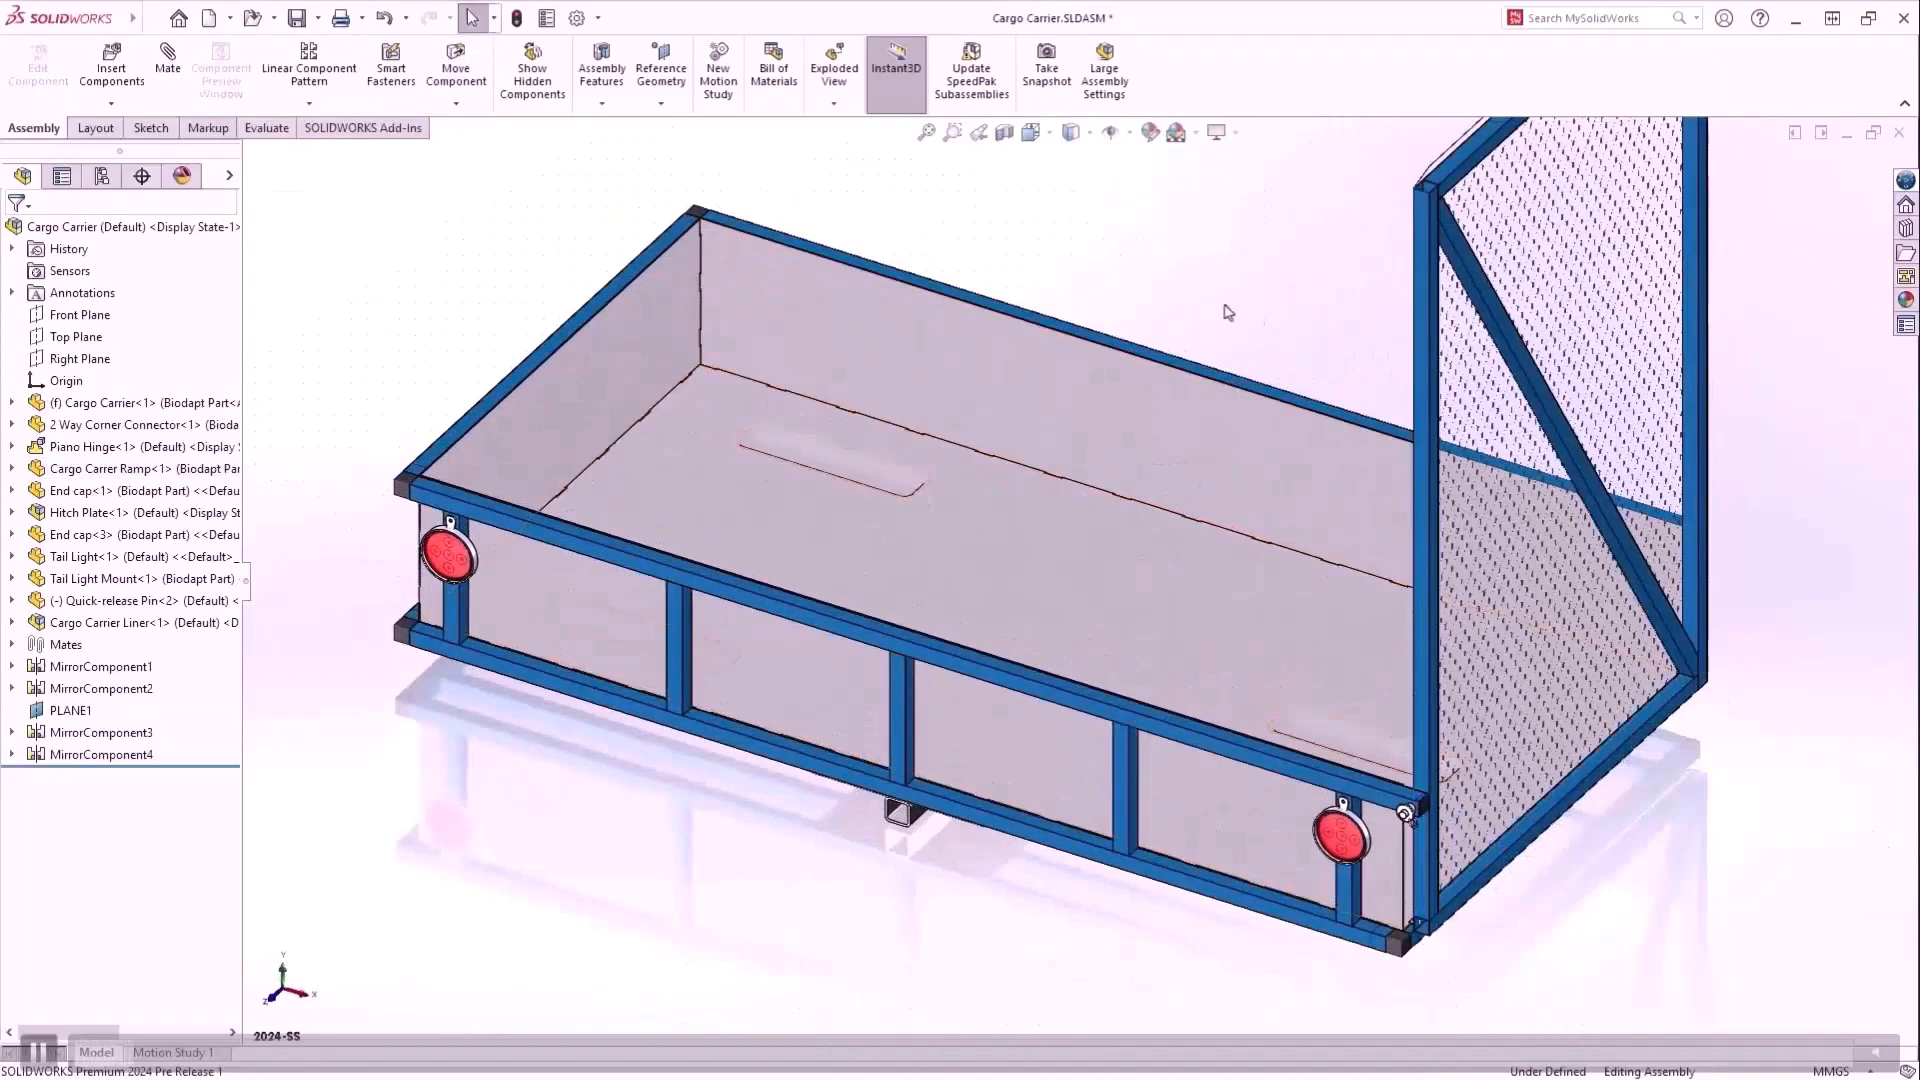 SOLIDWORKS
Cargo Carrier.SLDASM *
Search MySolidWorks
Edit Component
Insert Components
Mate
Component Preview Window
Linear Component Pattern
Smart Fasteners
Move Component
Show Hidden Components
Assembly Features
Reference Geometry
New Motion Study
Bill of Materials
Exploded View
Instant3D
Update SpeedPak Subassemblies
Take Snapshot
Large Assembly Settings
Assembly
Layout
Sketch
Markup
Evaluate
SOLIDWORKS Add-Ins
Cargo Carrier (Default) <Display State-1>
History
Sensors
Annotations
Front Plane
Top Plane
Right Plane
Origin
(f) Cargo Carrier<1> (Biodapt Part<
2 Way Corner Connector<1> (Bioda
Piano Hinge<1> (Default) <Display
Cargo Carrer Ramp<1> (Biodapt Par
End cap<1> (Biodapt Part) <<Defau
Hitch Plate<1> (Default) <Display St
End cap<3> (Biodapt Part) <<Defau
Tail Light<1> (Default) <<Default>_
Tail Light Mount<1> (Biodapt Part)
(-) Quick-release Pin<2> (Default) <
Cargo Carrier Liner<1> (Default) <D
Mates
MirrorComponent1
MirrorComponent2
PLANE1
MirrorComponent3
MirrorComponent4
Y
Z
X
2024-SS
Model
Motion Study 1
SOLIDWORKS Premium 2024 Pre Release 1
Under Defined
Editing Assembly
MMGS